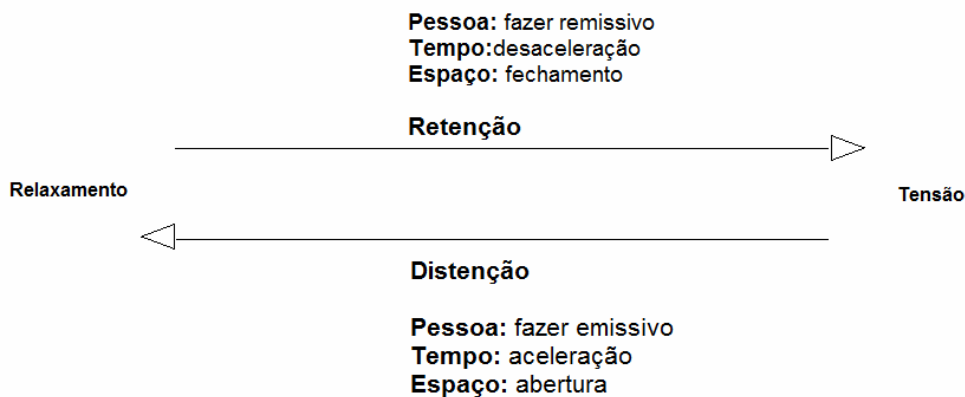 Pessoa: fazer remissivo
Tempo:desaceleração
Espaço: fechamento
Retenção
Relaxamento
Tensão
Distenção
Pessoa: fazer emissivo
Tempo: aceleração
Espaço: abertura